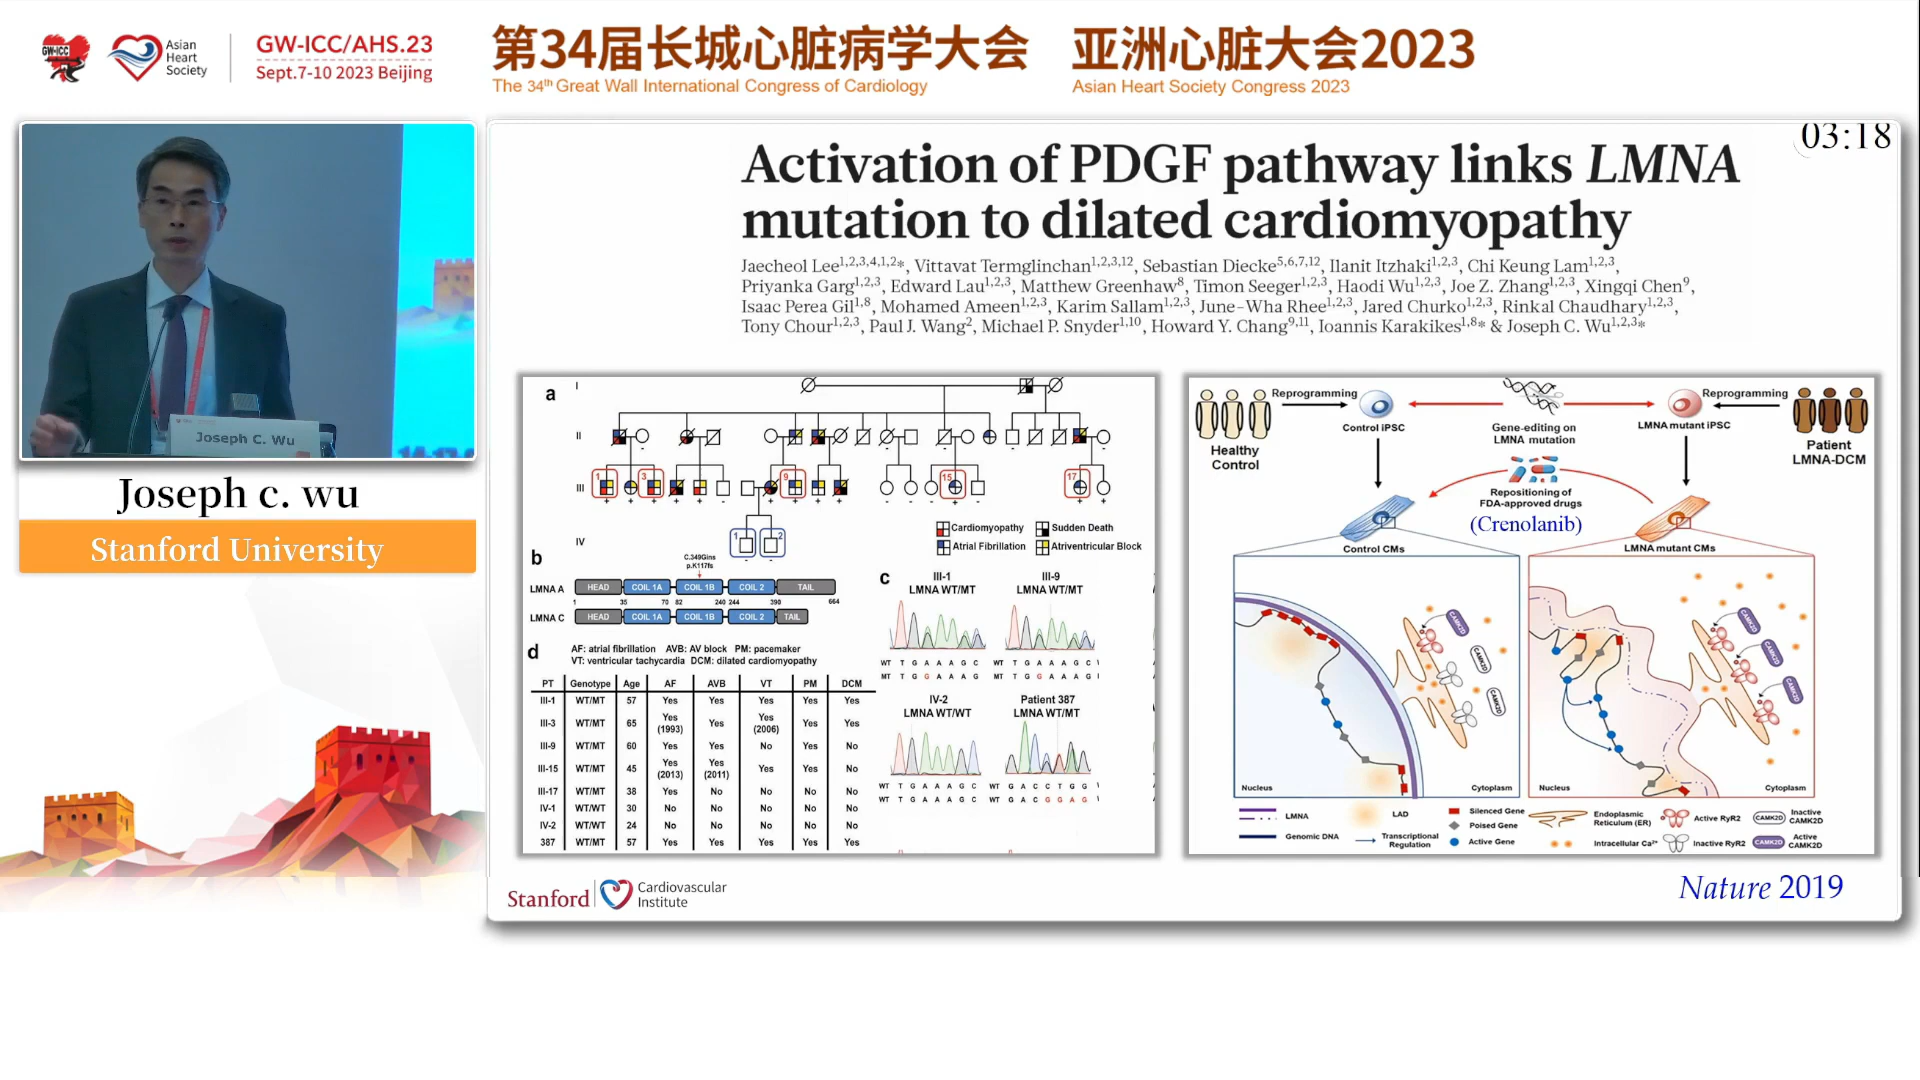 GW-ICC
Asian
Heart
Society
GW-ICC/AHS.23
Sept.7-10 2023 Beijing
第34届长城心脏病学大会
The 34th Great Wall International Congress of Cardiology
亚洲心脏大会2023
Asian Heart Society Congress 2023
Joseph C. Wu
Joseph c. wu
Stanford University
03:18
Activation of PDGF pathway links LMNA
mutation to dilated cardiomyopathy
Jaecheol Lee1,2,3,4,1,2*, Vittavat Termglinchan1,2,3,12, Sebastian Diecke5,6,7,12, Ilanit Itzhaki1,2,3, Chi Keung Lam1,2,3,
Priyanka Garg1,2,3, Edward Lau1,2,3, Matthew Greenhaw8, Timon Seeger1,2,3, Haodi Wu1,2,3, Joe Z. Zhang1,2,3, Xingqi Chen9,
Isaac Perea Gil1,8, Mohamed Ameen1,2,3, Karim Sallam1,2,3, June-Wha Rhee1,2,3, Jared Churko1,2,3, Rinkal Chaudhary1,2,3,
Tony Chour1,2,3, Paul J. Wang2, Michael P. Snyder1,10, Howard Y. Chang9,11, Ioannis Karakikes1,8* & Joseph C. Wu1,2,3*
a
I
II
III
1 3 9 15 17
IV
1 2
Cardiomyopathy Sudden Death
Atrial Fibrillation Atriventricular Block
b
C.349Gins
p.K117fs
LMNA A HEAD COIL 1A COIL 1B COIL 2 TAIL
1 35 70 82 240 244 390 664
LMNA C HEAD COIL 1A COIL 1B COIL 2 TAIL
c
III-1
LMNA WT/MT
WT T G A A A G C
MT T G G A A A G
III-9
LMNA WT/MT
WT T G A A A G C
MT T G G A A A G
IV-2
LMNA WT/WT
WT T G A A A G C
WT T G A A A G C
Patient 387
LMNA WT/MT
WT T G A C C T G G
WT G A C G G A G
d
AF: atrial fibrillation AVB: AV block PM: pacemaker
VT: ventricular tachycardia DCM: dilated cardiomyopathy
PT Genotype Age AF AVB VT PM DCM
III-1 WT/MT 57 Yes Yes Yes Yes Yes
III-3 WT/MT 65 Yes (1993) Yes Yes (2006) Yes Yes
III-9 WT/MT 60 Yes Yes No Yes No
III-15 WT/MT 45 Yes (2013) Yes (2011) Yes Yes No
III-17 WT/MT 38 Yes No No No No
IV-1 WT/WT 30 No No No No No
IV-2 WT/WT 24 No No No No No
387 WT/MT 57 Yes Yes Yes Yes Yes
Healthy
Control
Reprogramming
Control iPSC
Gene-editing on
LMNA mutation
LMNA mutant iPSC
Reprogramming
Patient
LMNA-DCM
Repositioning of
FDA-approved drugs
(Crenolanib)
Control CMs
LMNA mutant CMs
CAMK2D
CAMK2D
CAMK2D
CAMK2D
CAMK2D
CAMK2D
Nucleus Cytoplasm
Nucleus Cytoplasm
LMNA
Genomic DNA
LAD
Transcriptional
Regulation
Silenced Gene
Poised Gene
Active Gene
Endoplasmic
Reticulum (ER)
Intracellular Ca2+
Active RyR2
Inactive RyR2
CAMK2D Inactive
CAMK2D
CAMK2D Active
CAMK2D
Stanford Cardiovascular
Institute
Nature 2019